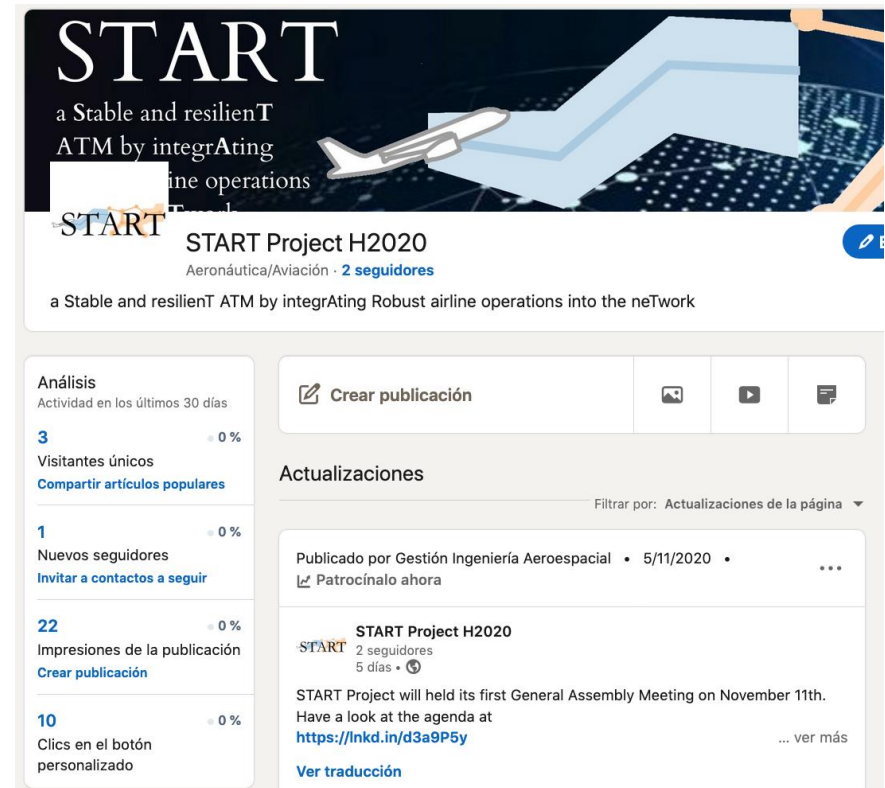 START
a Stable and resilienT
ATM by integrAting
ine operations
START
START Project H2020
Aeronáutica/Aviación · 2 seguidores
a Stable and resilienT ATM by integrAting Robust airline operations into the neTwork
Análisis
Actividad en los últimos 30 días
3 0 %
Visitantes únicos
Compartir artículos populares
1 0 %
Nuevos seguidores
Invitar a contactos a seguir
22 0 %
Impresiones de la publicación
Crear publicación
10 0 %
Clics en el botón
personalizado
Crear publicación
Actualizaciones
Filtrar por: Actualizaciones de la página
Publicado por Gestión Ingeniería Aeroespacial • 5/11/2020 •
Patrocínalo ahora
START
START Project H2020
2 seguidores
5 días •
START Project will held its first General Assembly Meeting on November 11th.
Have a look at the agenda at
https://lnkd.in/d3a9P5y
... ver más
Ver traducción